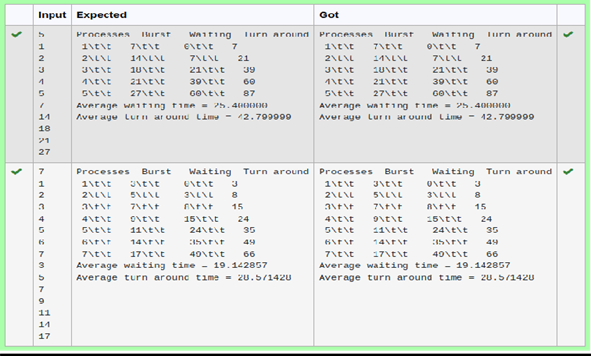 Input Expected Got
5 Processes Burst Waiting Turn around Processes Burst Waiting Turn around
1 1\t\t 7\t\t 0\t\t 7 1\t\t 7\t\t 0\t\t 7
2 2\t\t 14\t\t 7\t\t 21 2\t\t 14\t\t 7\t\t 21
3 3\t\t 18\t\t 21\t\t 39 3\t\t 18\t\t 21\t\t 39
4 4\t\t 21\t\t 39\t\t 60 4\t\t 21\t\t 39\t\t 60
5 5\t\t 27\t\t 60\t\t 87 5\t\t 27\t\t 60\t\t 87
7 Average waiting time = 25.400000 Average waiting time = 25.400000
14 Average turn around time = 42.799999 Average turn around time = 42.799999
18
21
27
7 Processes Burst Waiting Turn around Processes Burst Waiting Turn around
1 1\t\t 3\t\t 0\t\t 3 1\t\t 3\t\t 0\t\t 3
2 2\t\t 5\t\t 3\t\t 8 2\t\t 5\t\t 3\t\t 8
3 3\t\t 7\t\t 8\t\t 15 3\t\t 7\t\t 8\t\t 15
4 4\t\t 9\t\t 15\t\t 24 4\t\t 9\t\t 15\t\t 24
5 5\t\t 11\t\t 24\t\t 35 5\t\t 11\t\t 24\t\t 35
6 6\t\t 14\t\t 35\t\t 49 6\t\t 14\t\t 35\t\t 49
7 7\t\t 17\t\t 49\t\t 66 7\t\t 17\t\t 49\t\t 66
3 Average waiting time = 19.142857 Average waiting time = 19.142857
5 Average turn around time = 28.571428 Average turn around time = 28.571428
7
9
11
14
17